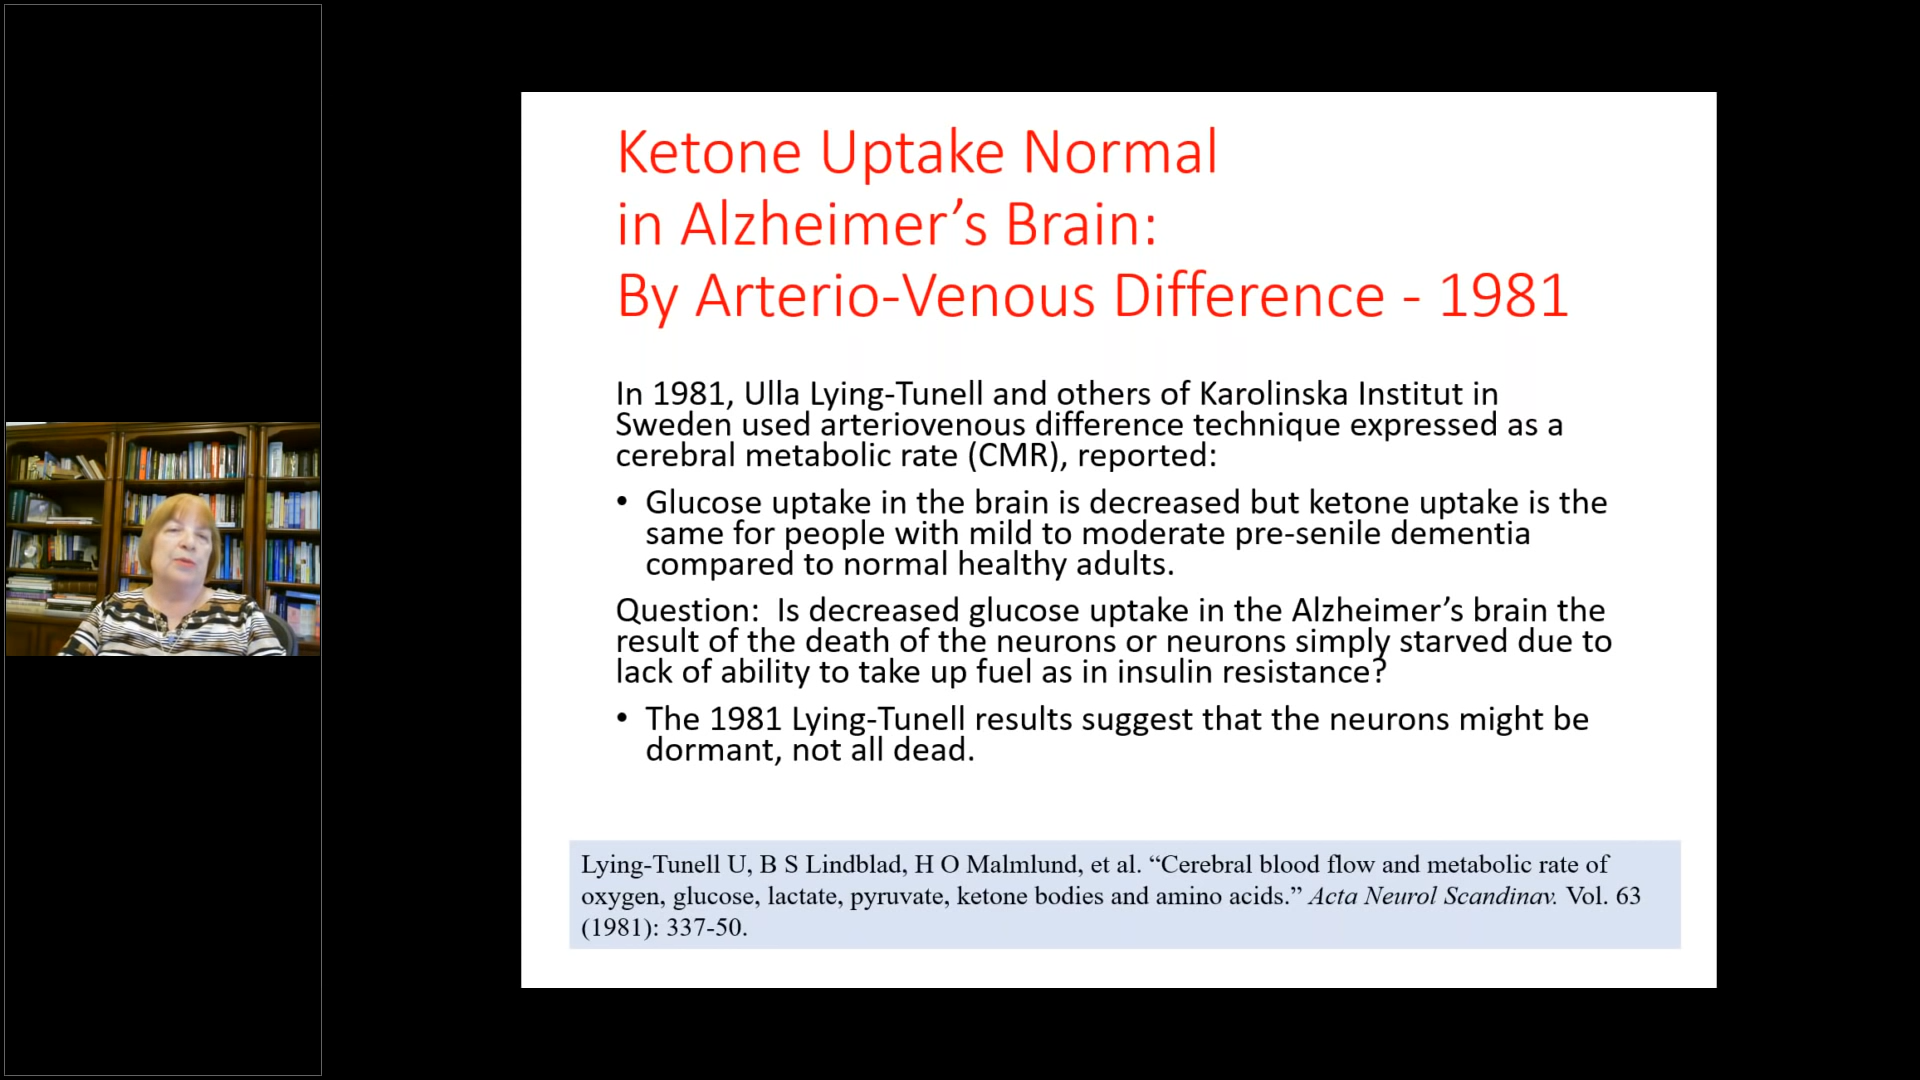 Ketone Uptake Normal
in Alzheimer’s Brain:
By Arterio-Venous Difference - 1981
In 1981, Ulla Lying-Tunell and others of Karolinska Institut in
Sweden used arteriovenous difference technique expressed as a
cerebral metabolic rate (CMR), reported:
• Glucose uptake in the brain is decreased but ketone uptake is the
same for people with mild to moderate pre-senile dementia
compared to normal healthy adults.
Question:  Is decreased glucose uptake in the Alzheimer’s brain the
result of the death of the neurons or neurons simply starved due to
lack of ability to take up fuel as in insulin resistance?
• The 1981 Lying-Tunell results suggest that the neurons might be
dormant, not all dead.
Lying-Tunell U, B S Lindblad, H O Malmlund, et al. “Cerebral blood flow and metabolic rate of
oxygen, glucose, lactate, pyruvate, ketone bodies and amino acids.” Acta Neurol Scandinav. Vol. 63
(1981): 337-50.